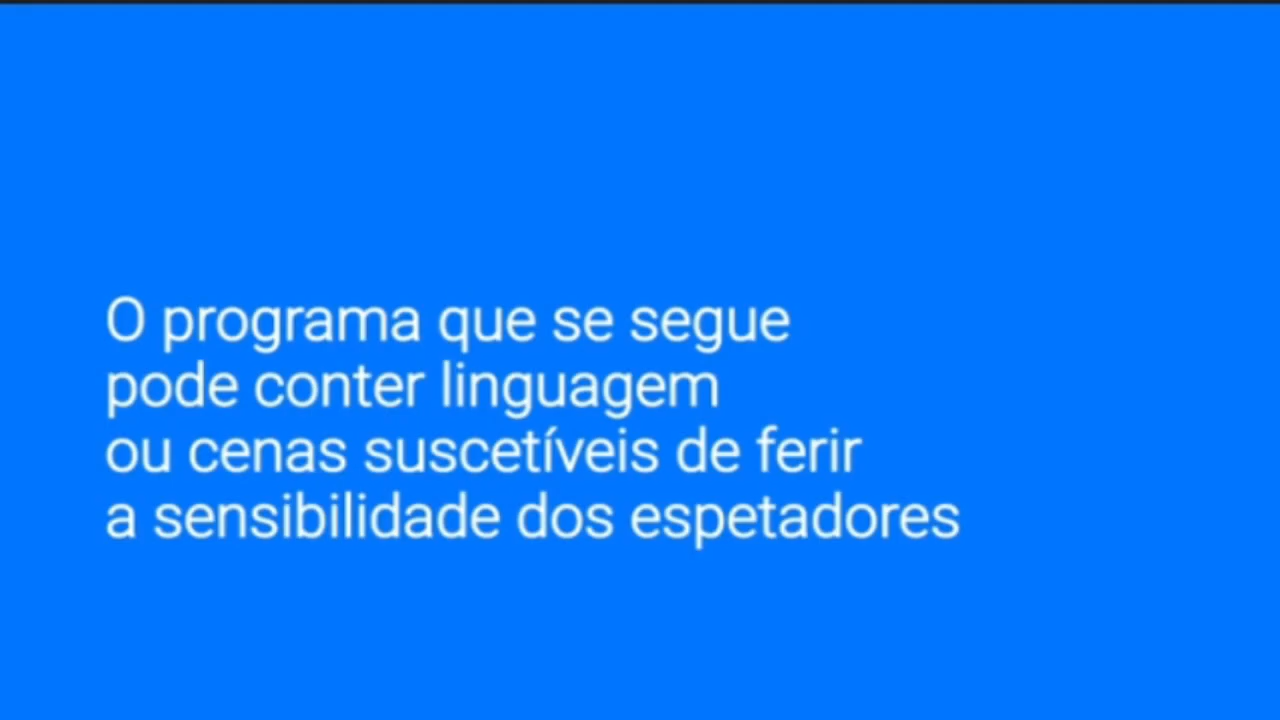 O programa que se segue
pode conter linguagem
ou cenas suscetíveis de ferir
a sensibilidade dos espetadores